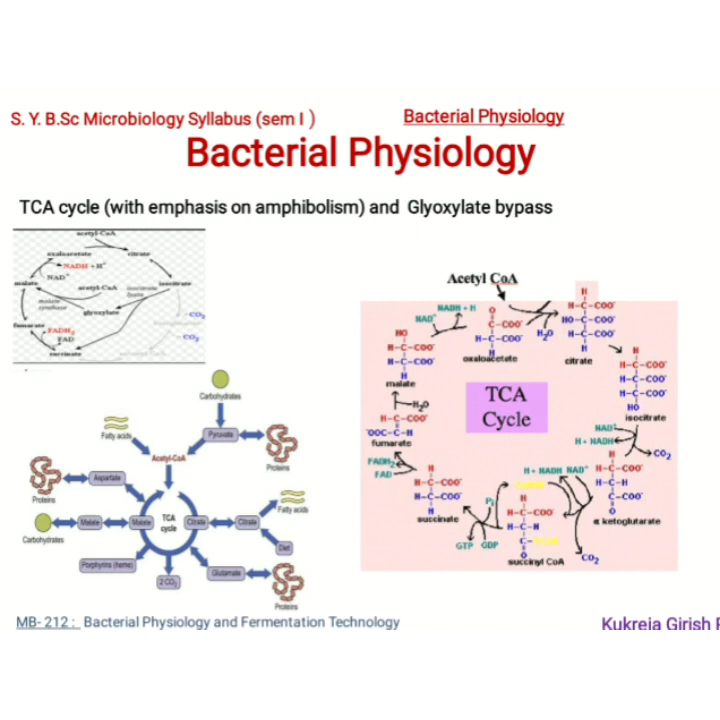 S. Y. B.Sc Microbiology Syllabus (sem I )
Bacterial Physiology
Bacterial Physiology
TCA cycle (with emphasis on amphibolism) and Glyoxylate bypass
acetyl-CoA
oxaloacetate
citrate
NADH + H+
NAD+
malate
acetyl-CoA
isocitrate
isocitrate
lyase
malate
synthase
glyoxylate
CO2
fumarate
FADH2
FAD
CO2
succinate
Carbohydrates
Fatty acids
Pyruvate
Acetyl-CoA
Proteins
Aspartate
Proteins
Fatty acids
Malate
Malate
TCA
cycle
Citrate
Citrate
Carbohydrates
Diet
Porphyrins (heme)
2 CO2
Glutamate
Proteins
Acetyl CoA
NADH + H
NAD+
H2O
oxaloacetate
citrate
malate
TCA
Cycle
H2O
isocitrate
fumarate
NAD+
H + NADH
CO2
FADH2
FAD
H + NADH NAD+
Pi
succinate
α ketoglutarate
GTP GDP
succinyl CoA
CO2
MB- 212 : Bacterial Physiology and Fermentation Technology
Kukreja Girish P